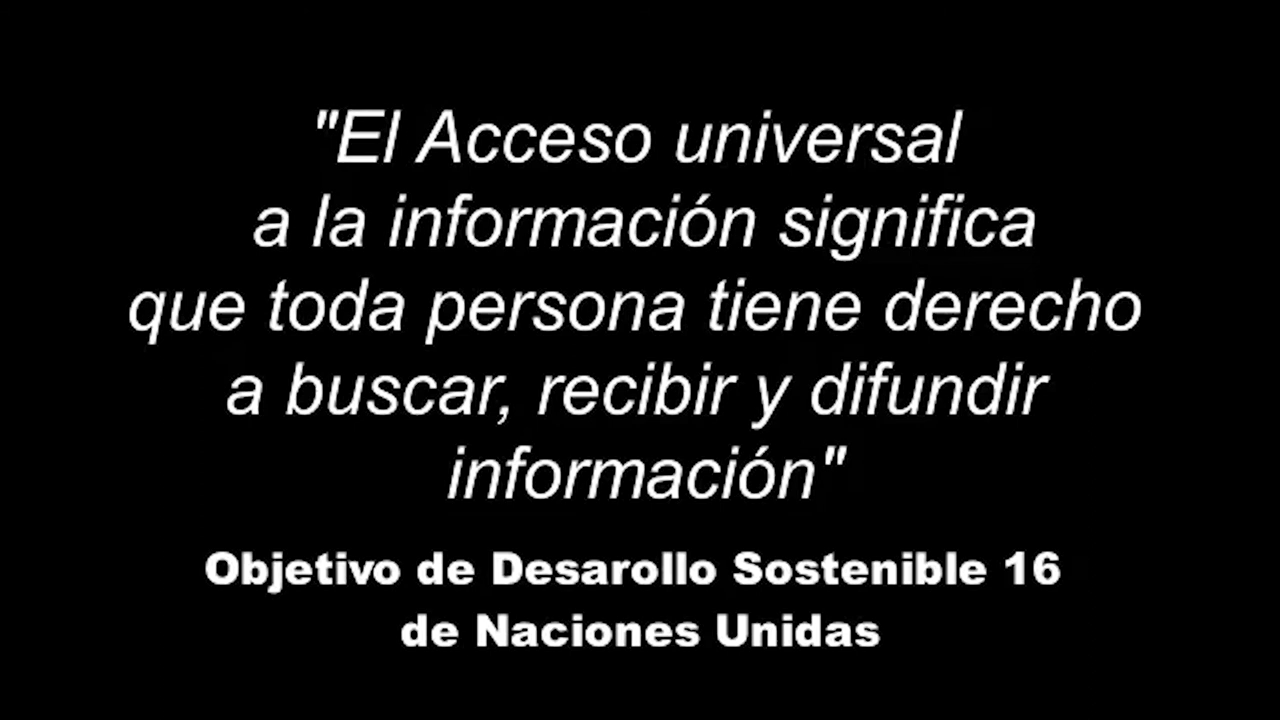 "El Acceso universal
a la información significa
que toda persona tiene derecho
a buscar, recibir y difundir
información"
Objetivo de Desarollo Sostenible 16
de Naciones Unidas